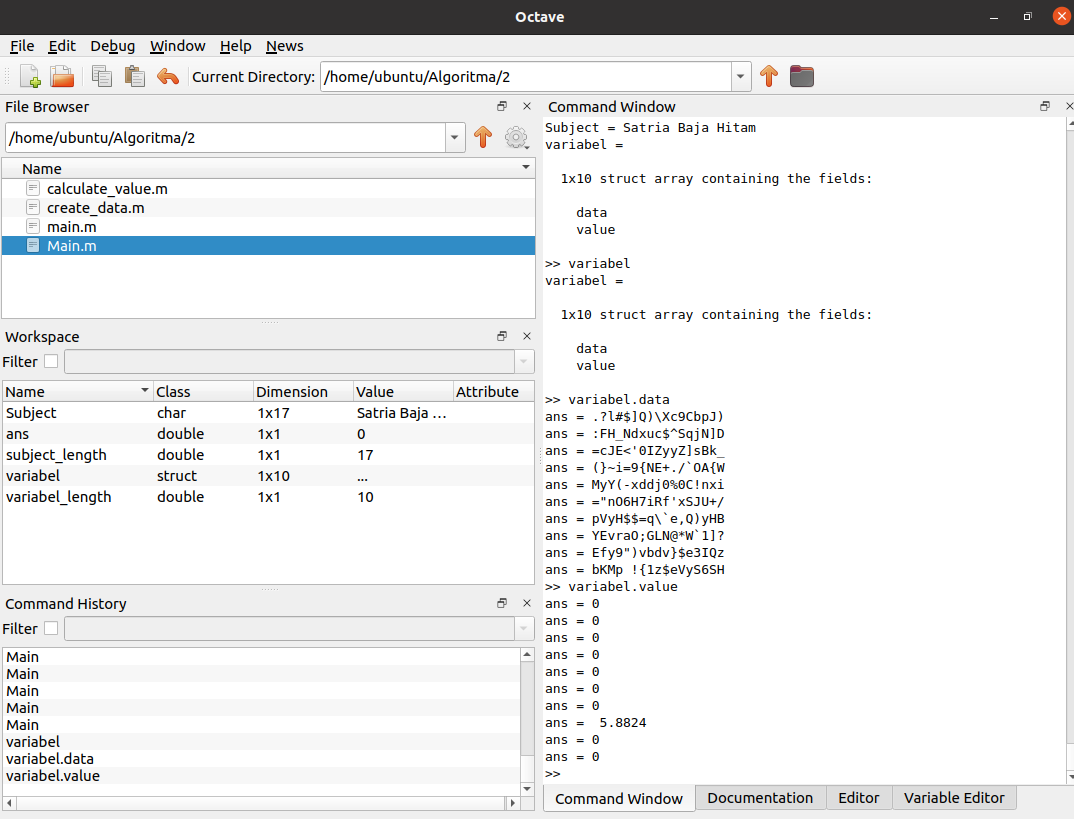 Octave
File Edit Debug Window Help News
Current Directory: /home/ubuntu/Algoritma/2
File Browser
/home/ubuntu/Algoritma/2
Name
calculate_value.m
create_data.m
main.m
Main.m
Workspace
Filter
Name Class Dimension Value Attribute
Subject char 1x17 Satria Baja ...
ans double 1x1 0
subject_length double 1x1 17
variabel struct 1x10 ...
variabel_length double 1x1 10
Command History
Filter
Main
Main
Main
Main
Main
variabel
variabel.data
variabel.value
Command Window
Subject = Satria Baja Hitam
variabel =
1x10 struct array containing the fields:
data
value
>> variabel
variabel =
1x10 struct array containing the fields:
data
value
>> variabel.data
ans = .?l#$]Q)\Xc9CbpJ)
ans = :FH_Ndxuc$^SqjN]D
ans = =cJE<'0IZyyZ]sBk_
ans = (}~i=9{NE+./`OA{W
ans = MyY(-xddj0%0C!nxi
ans = ="nO6H7iRf'xSJU+/
ans = pVyH$$=q\`e,Q)yHB
ans = YEvraO;GLN@*W`1]?
ans = Efy9")vbdv}$e3IQz
ans = bKMp !{1z$eVyS6SH
>> variabel.value
ans = 0
ans = 0
ans = 0
ans = 0
ans = 0
ans = 0
ans = 0
ans =  5.8824
ans = 0
ans = 0
>>
Command Window Documentation Editor Variable Editor